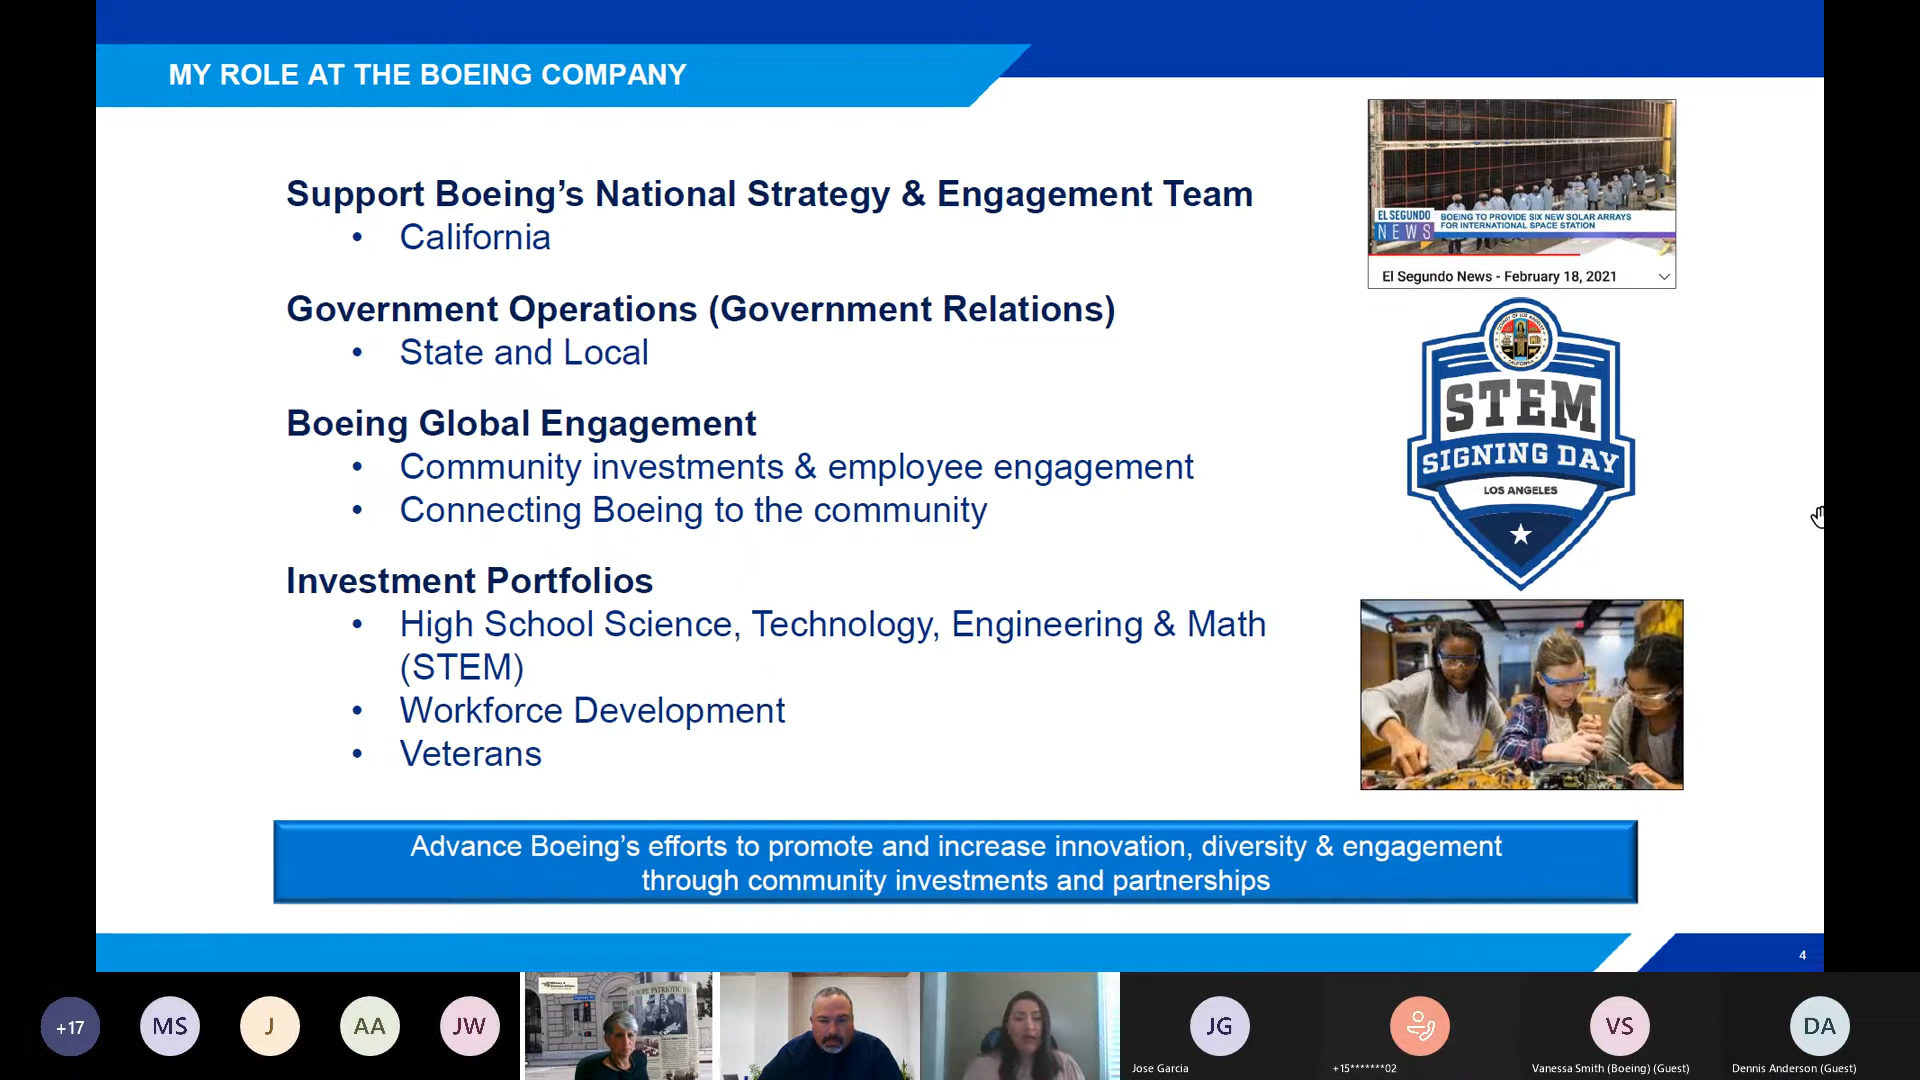 MY ROLE AT THE BOEING COMPANY
Support Boeing’s National Strategy & Engagement Team
• California
Government Operations (Government Relations)
• State and Local
Boeing Global Engagement
• Community investments & employee engagement
• Connecting Boeing to the community
Investment Portfolios
• High School Science, Technology, Engineering & Math
(STEM)
• Workforce Development
• Veterans
EL SEGUNDO
NEWS
BOEING TO PROVIDE SIX NEW SOLAR ARRAYS
FOR INTERNATIONAL SPACE STATION
El Segundo News - February 18, 2021
STEM
SIGNING DAY
LOS ANGELES
Advance Boeing’s efforts to promote and increase innovation, diversity & engagement
through community investments and partnerships
4
+17
MS
J
AA
JW
HOPE PATRIOTIC
JG
VS
DA
Jose Garcia
+15*******02
Vanessa Smith (Boeing) (Guest)
Dennis Anderson (Guest)